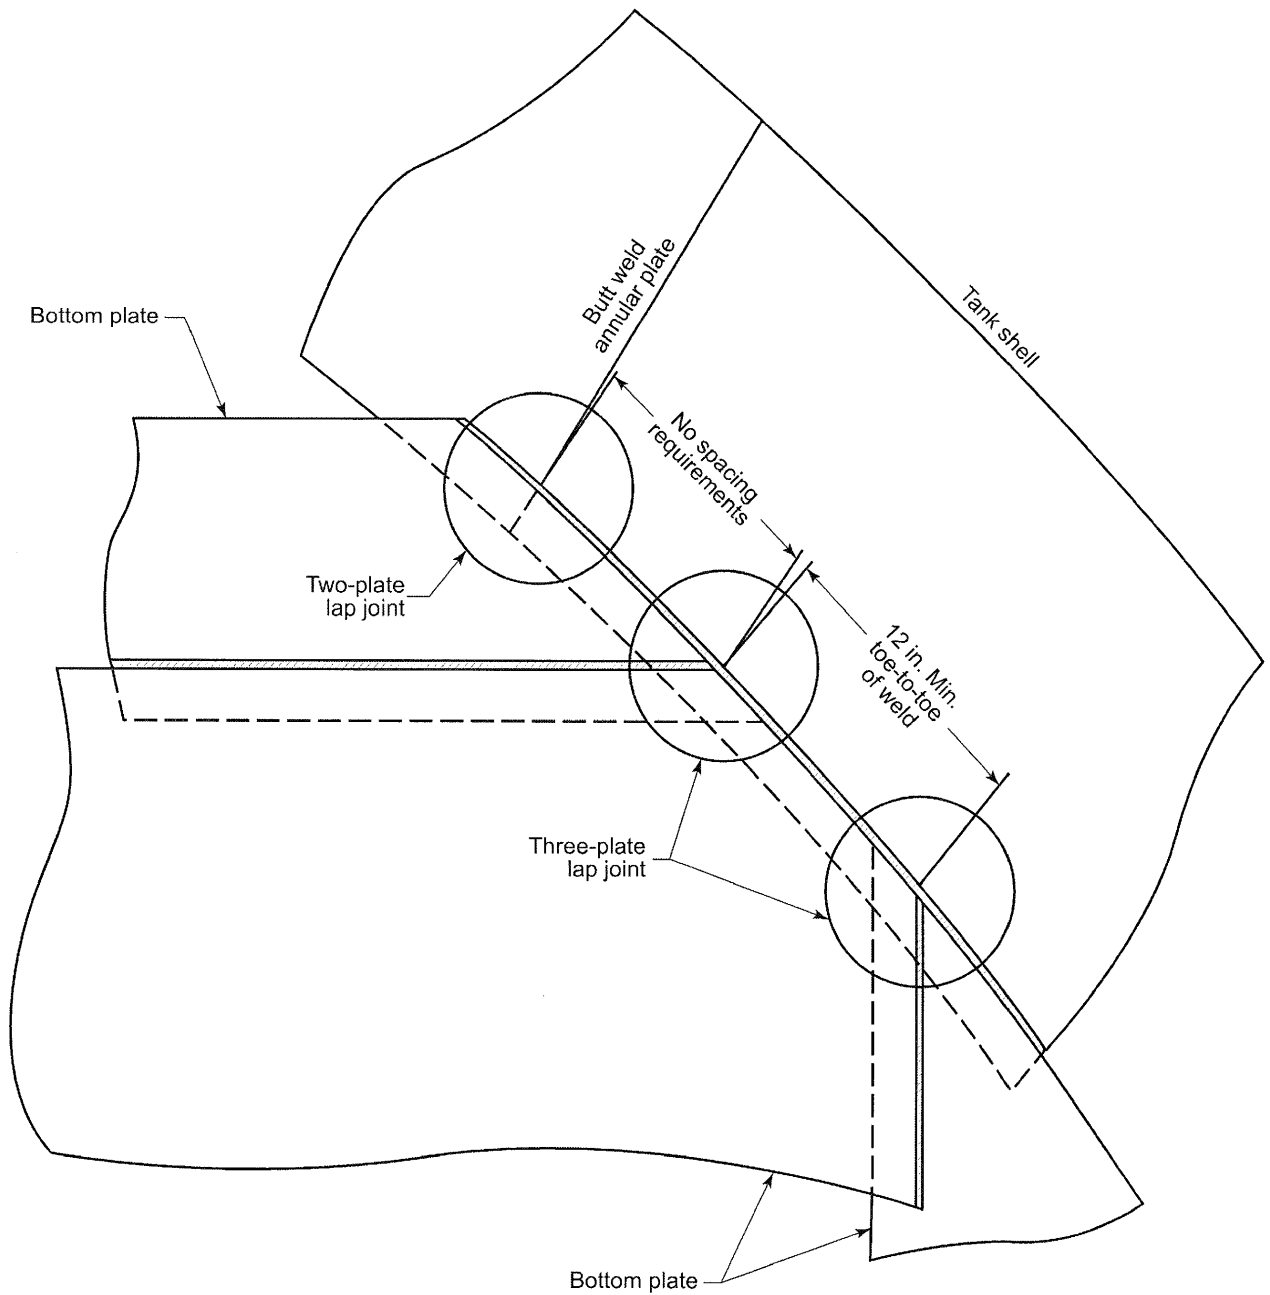 Butt weld
annular plate
Tank shell
Bottom plate
No spacing
requirements
Two-plate
lap joint
12 in. Min.
toe-to-toe
of weld
Three-plate
lap joint
Bottom plate